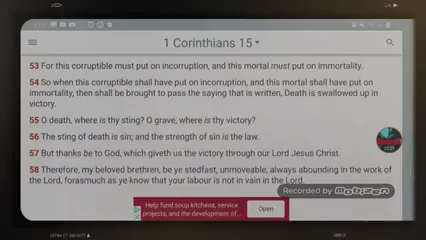 1 Corinthians 15
53 For this corruptible must put on incorruption, and this mortal must put on immortality.
54 So when this corruptible shall have put on incorruption, and this mortal shall have put on
immortality, then shall be brought to pass the saying that is written, Death is swallowed up in
victory.
55 O death, where is thy sting? O grave, where is thy victory?
56 The sting of death is sin; and the strength of sin is the law.
57 But thanks be to God, which giveth us the victory through our Lord Jesus Christ.
58 Therefore, my beloved brethren, be ye stedfast, unmoveable, always abounding in the work of
the Lord, forasmuch as ye know that your labour is not in vain in the Lord.
Recorded by Mobizen
Help fund soup kitchens, service
projects, and the development of...
Open